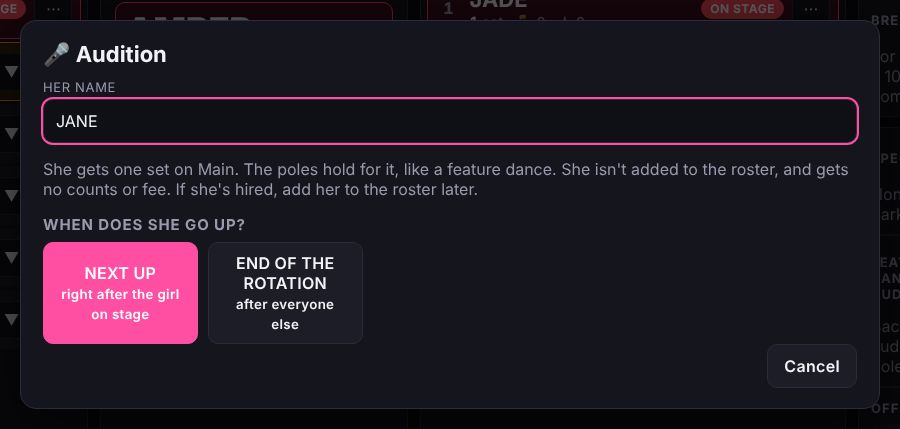 GE
...
1 JADE
ON STAGE
...
BRE
🎤 Audition
HER NAME
JANE
She gets one set on Main. The poles hold for it, like a feature dance. She isn't added to the roster, and gets
no counts or fee. If she's hired, add her to the roster later.
WHEN DOES SHE GO UP?
NEXT UP
right after the girl
on stage
END OF THE
ROTATION
after everyone
else
Cancel
OFF